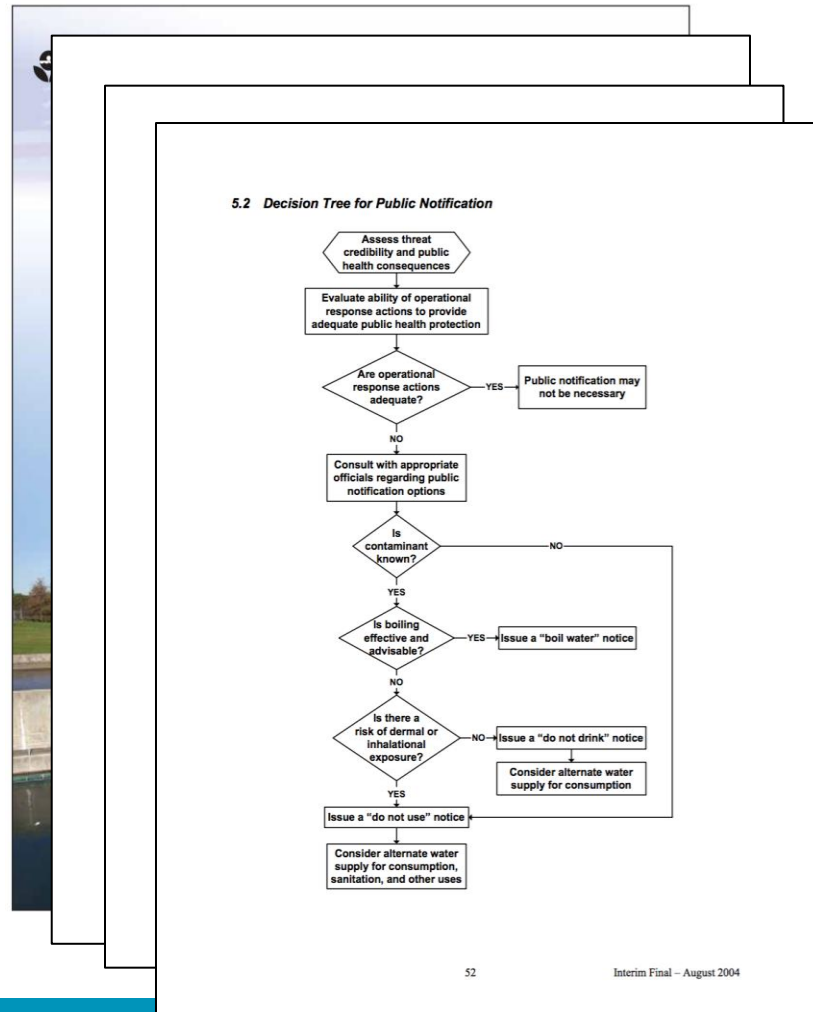 5.2 Decision Tree for Public Notification
Assess threat
credibility and public
health consequences
Evaluate ability of operational
response actions to provide
adequate public health protection
Are operational
response actions
adequate?
YES
Public notification may
not be necessary
NO
Consult with appropriate
officials regarding public
notification options
Is
contaminant
known?
NO
YES
Is boiling
effective and
advisable?
YES
Issue a “boil water” notice
NO
Is there a
risk of dermal or
inhalational
exposure?
NO
Issue a “do not drink” notice
Consider alternate water
supply for consumption
YES
Issue a “do not use” notice
Consider alternate water
supply for consumption,
sanitation, and other uses
52
Interim Final – August 2004